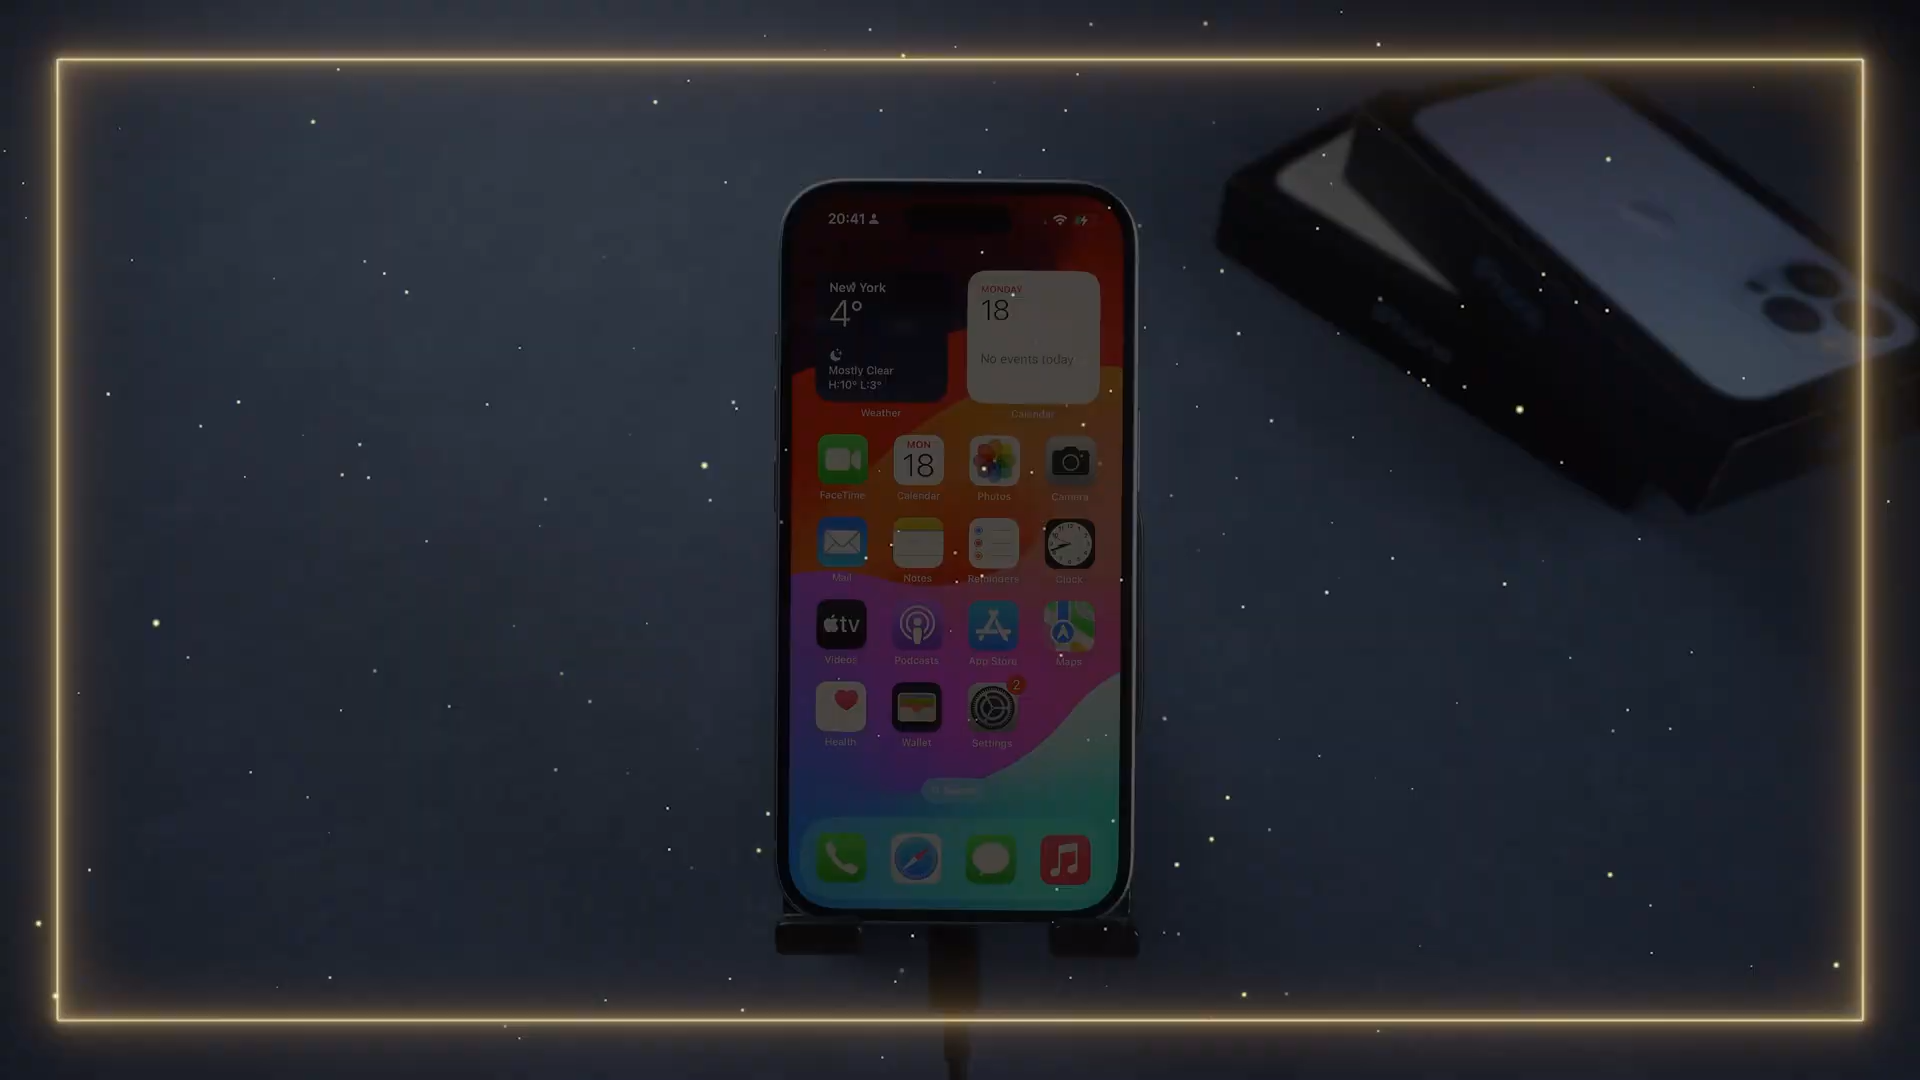 20:41
New York
4°
Mostly Clear
H:10° L:3°
Weather
MONDAY
18
No events today
Calendar
FaceTime
MON
18
Calendar
Photos
Camera
Mail
Notes
Reminders
Clock
tv
Videos
Podcasts
App Store
Maps
Health
Wallet
2
Settings